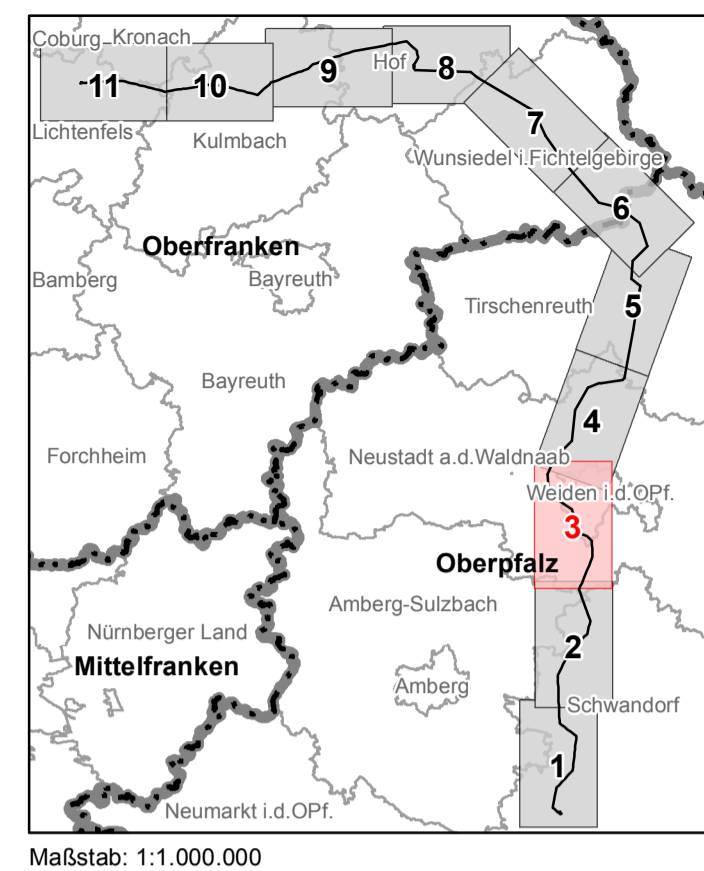 Coburg Kronach
11
10
9
Hof
8
Lichtenfels
Kulmbach
7
Wunsiedel i.Fichtelgebirge
6
Oberfranken
Bamberg
Bayreuth
Tirschenreuth
5
Bayreuth
4
Forchheim
Neustadt a.d.Waldnaab
Weiden i.d.OPf.
3
Oberpfalz
Amberg-Sulzbach
Nürnberger Land
2
Mittelfranken
Amberg
Schwandorf
1
Neumarkt i.d.OPf.
Maßstab: 1:1.000.000